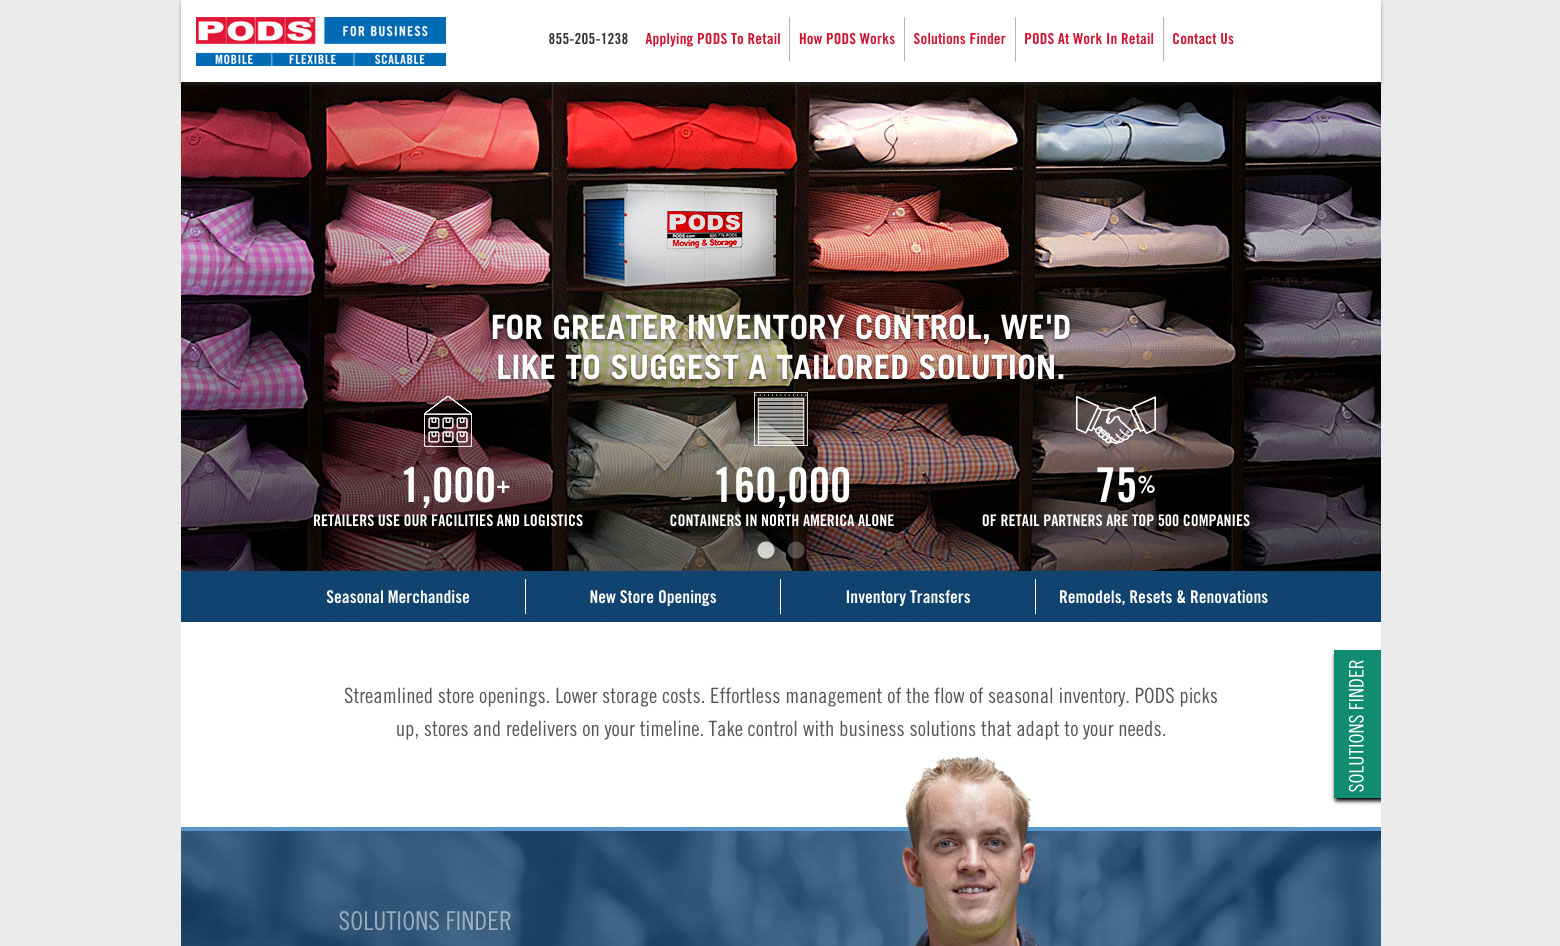 PODS
FOR BUSINESS
MOBILE FLEXIBLE SCALABLE
855-205-1238 Applying PODS To Retail How PODS Works Solutions Finder PODS At Work In Retail Contact Us
PODS
Moving & Storage
FOR GREATER INVENTORY CONTROL, WE'D
LIKE TO SUGGEST A TAILORED SOLUTION.
1,000+ 160,000 75%
RETAILERS USE OUR FACILITIES AND LOGISTICS CONTAINERS IN NORTH AMERICA ALONE OF RETAIL PARTNERS ARE TOP 500 COMPANIES
Seasonal Merchandise New Store Openings Inventory Transfers Remodels, Resets & Renovations
Streamlined store openings. Lower storage costs. Effortless management of the flow of seasonal inventory. PODS picks
up, stores and redelivers on your timeline. Take control with business solutions that adapt to your needs.
SOLUTIONS FINDER
SOLUTIONS FINDER